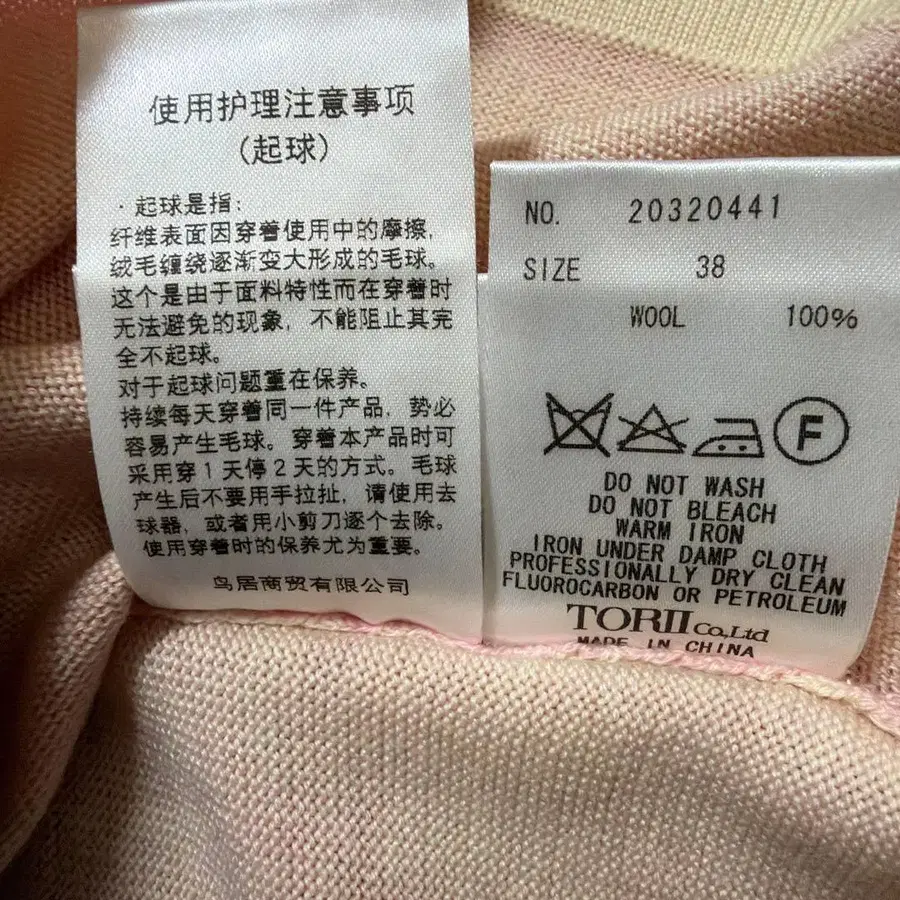 使用护理注意事项
（起球）
·起球是指：
纤维表面因穿着使用中的摩擦，
绒毛缠绕逐渐变大形成的毛球。
这个是由于面料特性而在穿着时
无法避免的现象，不能阻止其完
全不起球。
对于起球问题重在保养。
持续每天穿着同一件产品，势必
容易产生毛球。穿着本产品时可
采用穿1天停2天的方式。毛球
产生后不要用手拉扯，请使用去
球器，或者用小剪刀逐个去除。
使用穿着时的保养尤为重要。
鸟居商贸有限公司
NO. 20320441
SIZE 38
WOOL 100%
F
DO NOT WASH
DO NOT BLEACH
WARM IRON
IRON UNDER DAMP CLOTH
PROFESSIONALLY DRY CLEAN
FLUOROCARBON OR PETROLEUM
TORII Co,Ltd
MADE IN CHINA